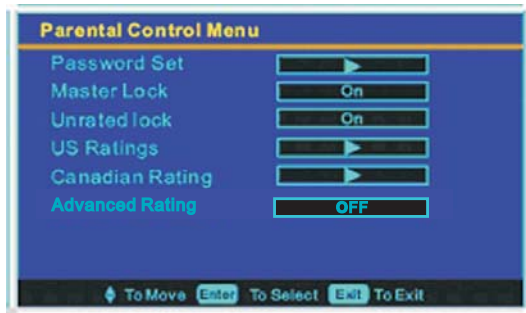 Parental Control Menu
Password Set
Master Lock On
Unrated lock On
US Ratings
Canadian Rating
Advanced Rating OFF
To Move Enter To Select Exit To Exit